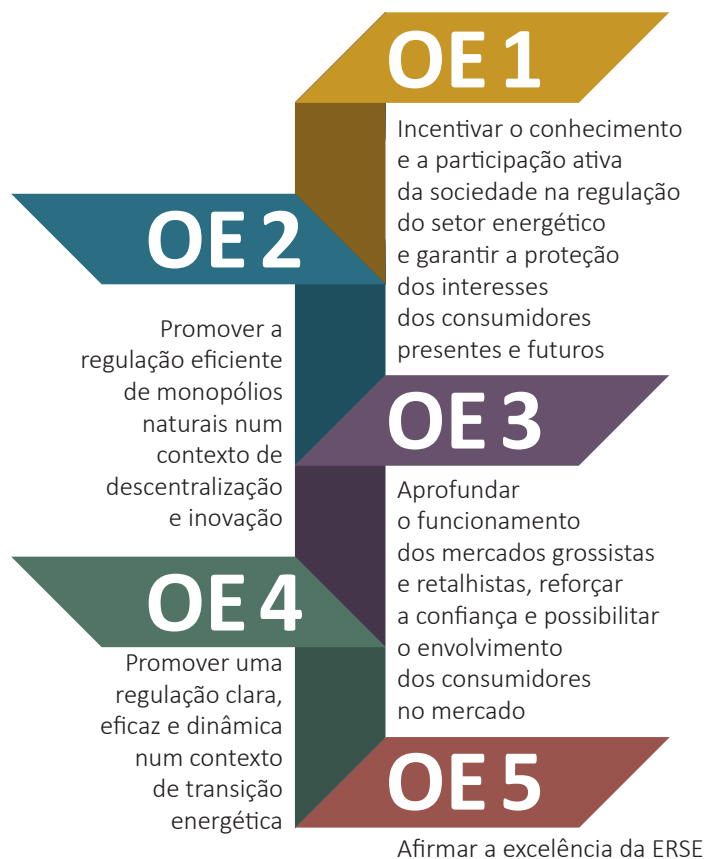 OE 1
Incentivar o conhecimento
e a participação ativa
da sociedade na regulação
do setor energético
e garantir a proteção
dos interesses
dos consumidores
presentes e futuros
OE 2
Promover a
regulação eficiente
de monopólios
naturais num
contexto de
descentralização
e inovação
OE 3
Aprofundar
o funcionamento
dos mercados grossistas
e retalhistas, reforçar
a confiança e possibilitar
o envolvimento
dos consumidores
no mercado
OE 4
Promover uma
regulação clara,
eficaz e dinâmica
num contexto
de transição
energética
OE 5
Afirmar a excelência da ERSE